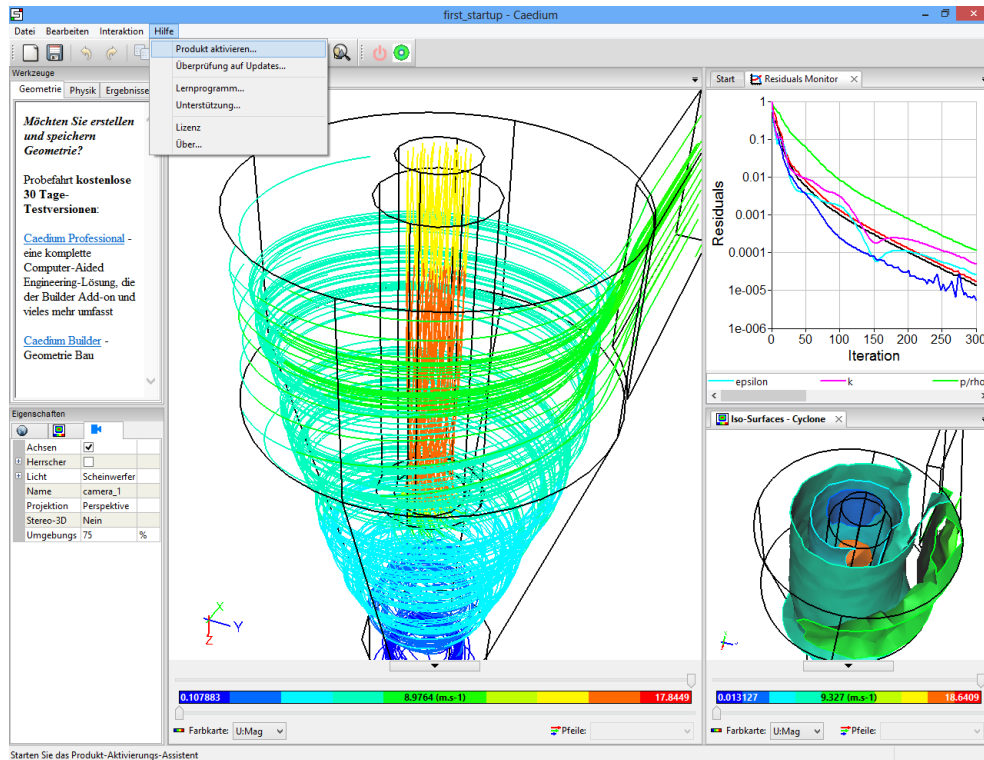 first_startup - Caedium
Datei Bearbeiten Interaktion Hilfe
Produkt aktivieren...
Überprüfung auf Updates...
Lernprogramm...
Unterstützung...
Lizenz
Über...
Werkzeuge
Geometrie Physik Ergebnisse
Möchten Sie erstellen
und speichern
Geometrie?
Probefahrt kostenlose
30 Tage-
Testversionen:
Caedium Professional -
eine komplette
Computer-Aided
Engineering-Lösung, die
der Builder Add-on und
vieles mehr umfasst
Caedium Builder -
Geometrie Bau
Eigenschaften
Achsen
Herrscher
Licht Scheinwerfer
Name camera_1
Projektion Perspektive
Stereo-3D Nein
Umgebungs 75 %
X
Y
Z
0.107883 8.9764 (m.s-1) 17.8449
Farbkarte: U:Mag Pfeile:
Start Residuals Monitor
Residuals
1
0.1
0.01
0.001
0.0001
1e-005
1e-006
0 50 100 150 200 250 300
Iteration
epsilon k p/rho
Iso-Surfaces - Cyclone
0.013127 9.327 (m.s-1) 18.6409
Farbkarte: U:Mag Pfeile:
Starten Sie das Produkt-Aktivierungs-Assistent